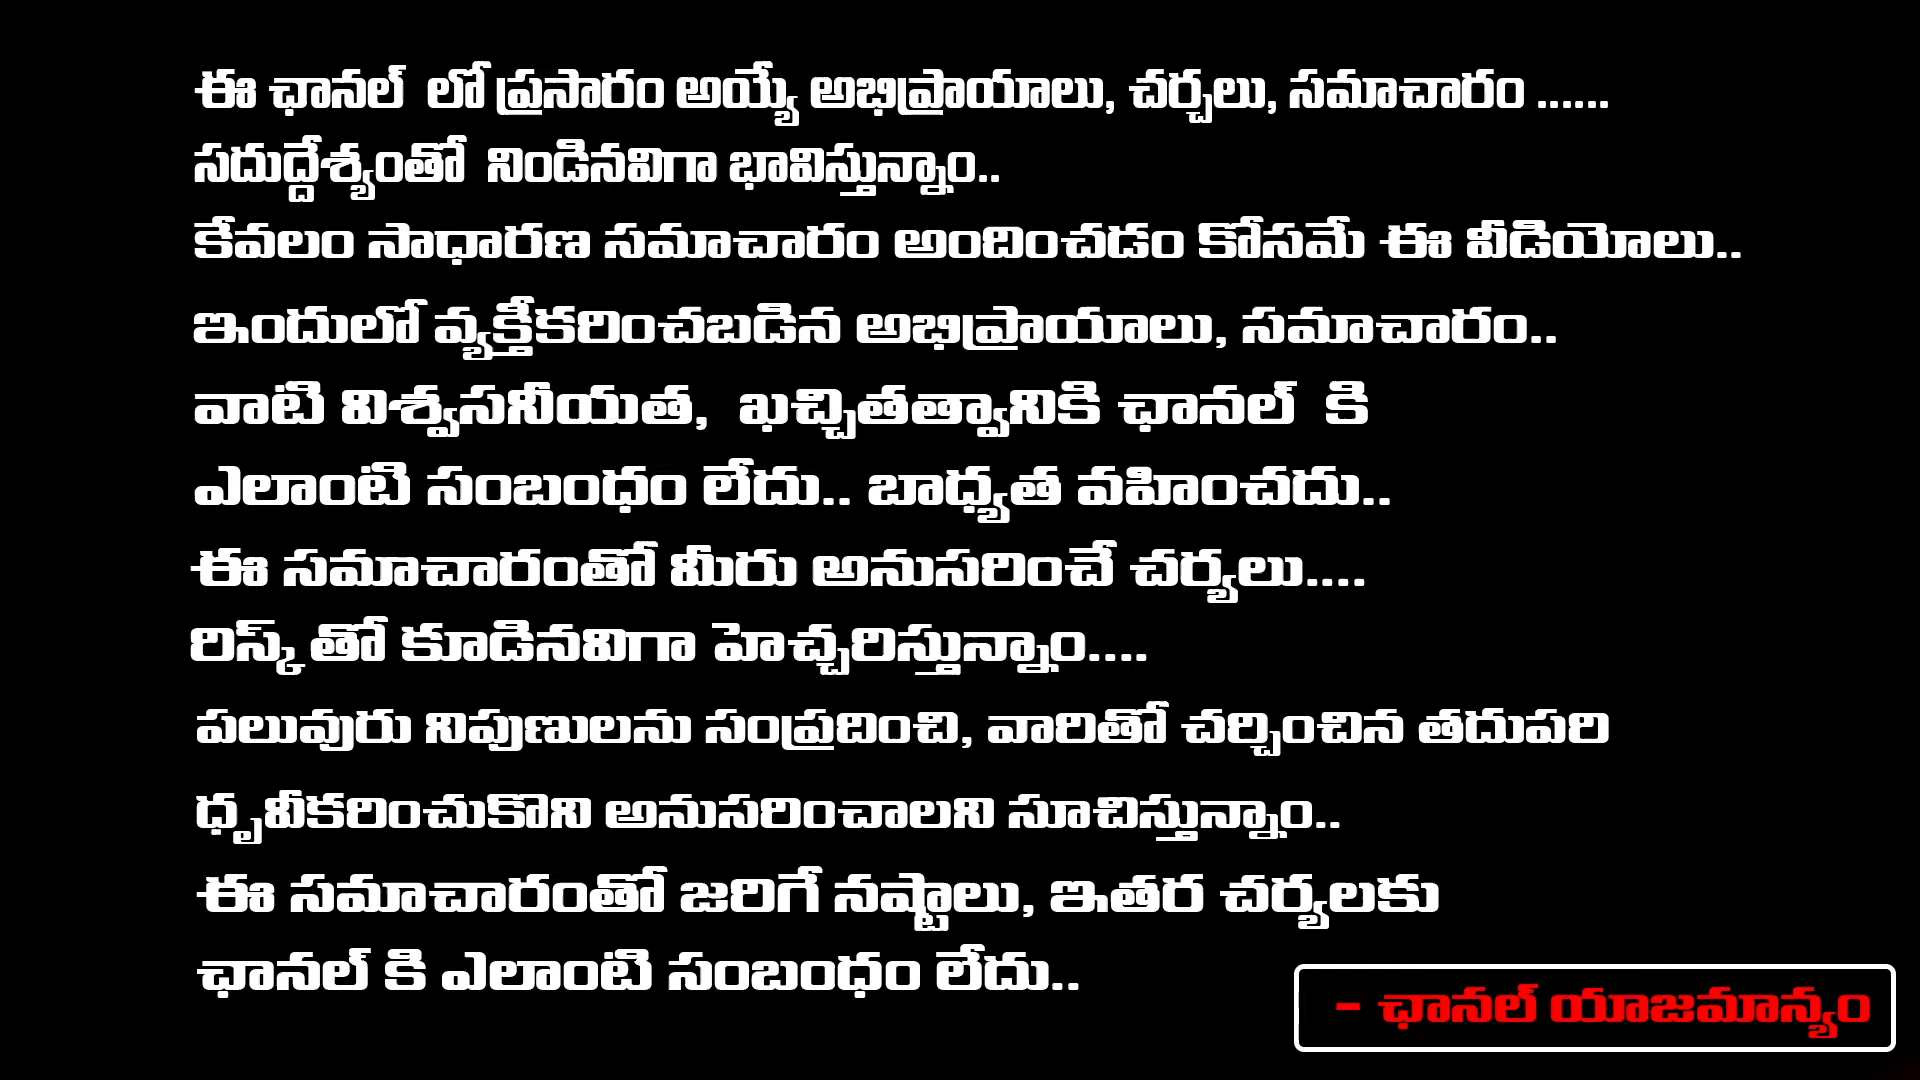 ఈ ఛానల్ లో ప్రసారం అయ్యే అభిప్రాయాలు, చర్చలు, సమాచారం ......
సదుద్దేశ్యంతో నిండినవిగా భావిస్తున్నాం..
కేవలం సాధారణ సమాచారం అందించడం కోసమే ఈ వీడియోలు..
ఇందులో వ్యక్తీకరించబడిన అభిప్రాయాలు, సమాచారం..
వాటి విశ్వసనీయత, ఖచ్చితత్వానికి ఛానల్ కి
ఎలాంటి సంబంధం లేదు.. బాధ్యత వహించదు..
ఈ సమాచారంతో మీరు అనుసరించే చర్యలు....
రిస్క్ తో కూడినవిగా హెచ్చరిస్తున్నాం....
పలువురు నిపుణులను సంప్రదించి, వారితో చర్చించిన తదుపరి
ధృవీకరించుకొని అనుసరించాలని సూచిస్తున్నాం..
ఈ సమాచారంతో జరిగే నష్టాలు, ఇతర చర్యలకు
ఛానల్ కి ఎలాంటి సంబంధం లేదు..
- ఛానల్ యాజమాన్యం